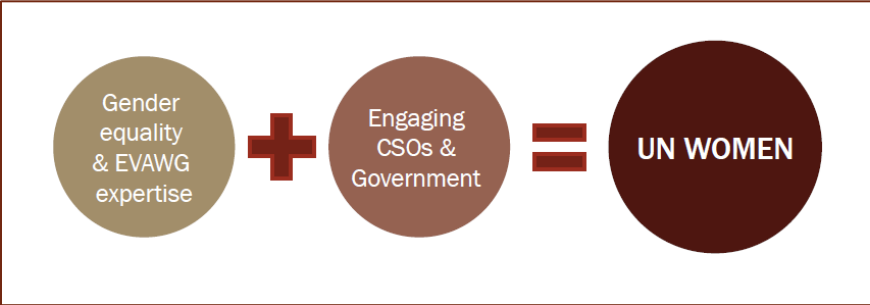 Gender
equality
& EVAWG
expertise
Engaging
CSOs &
Government
UN WOMEN